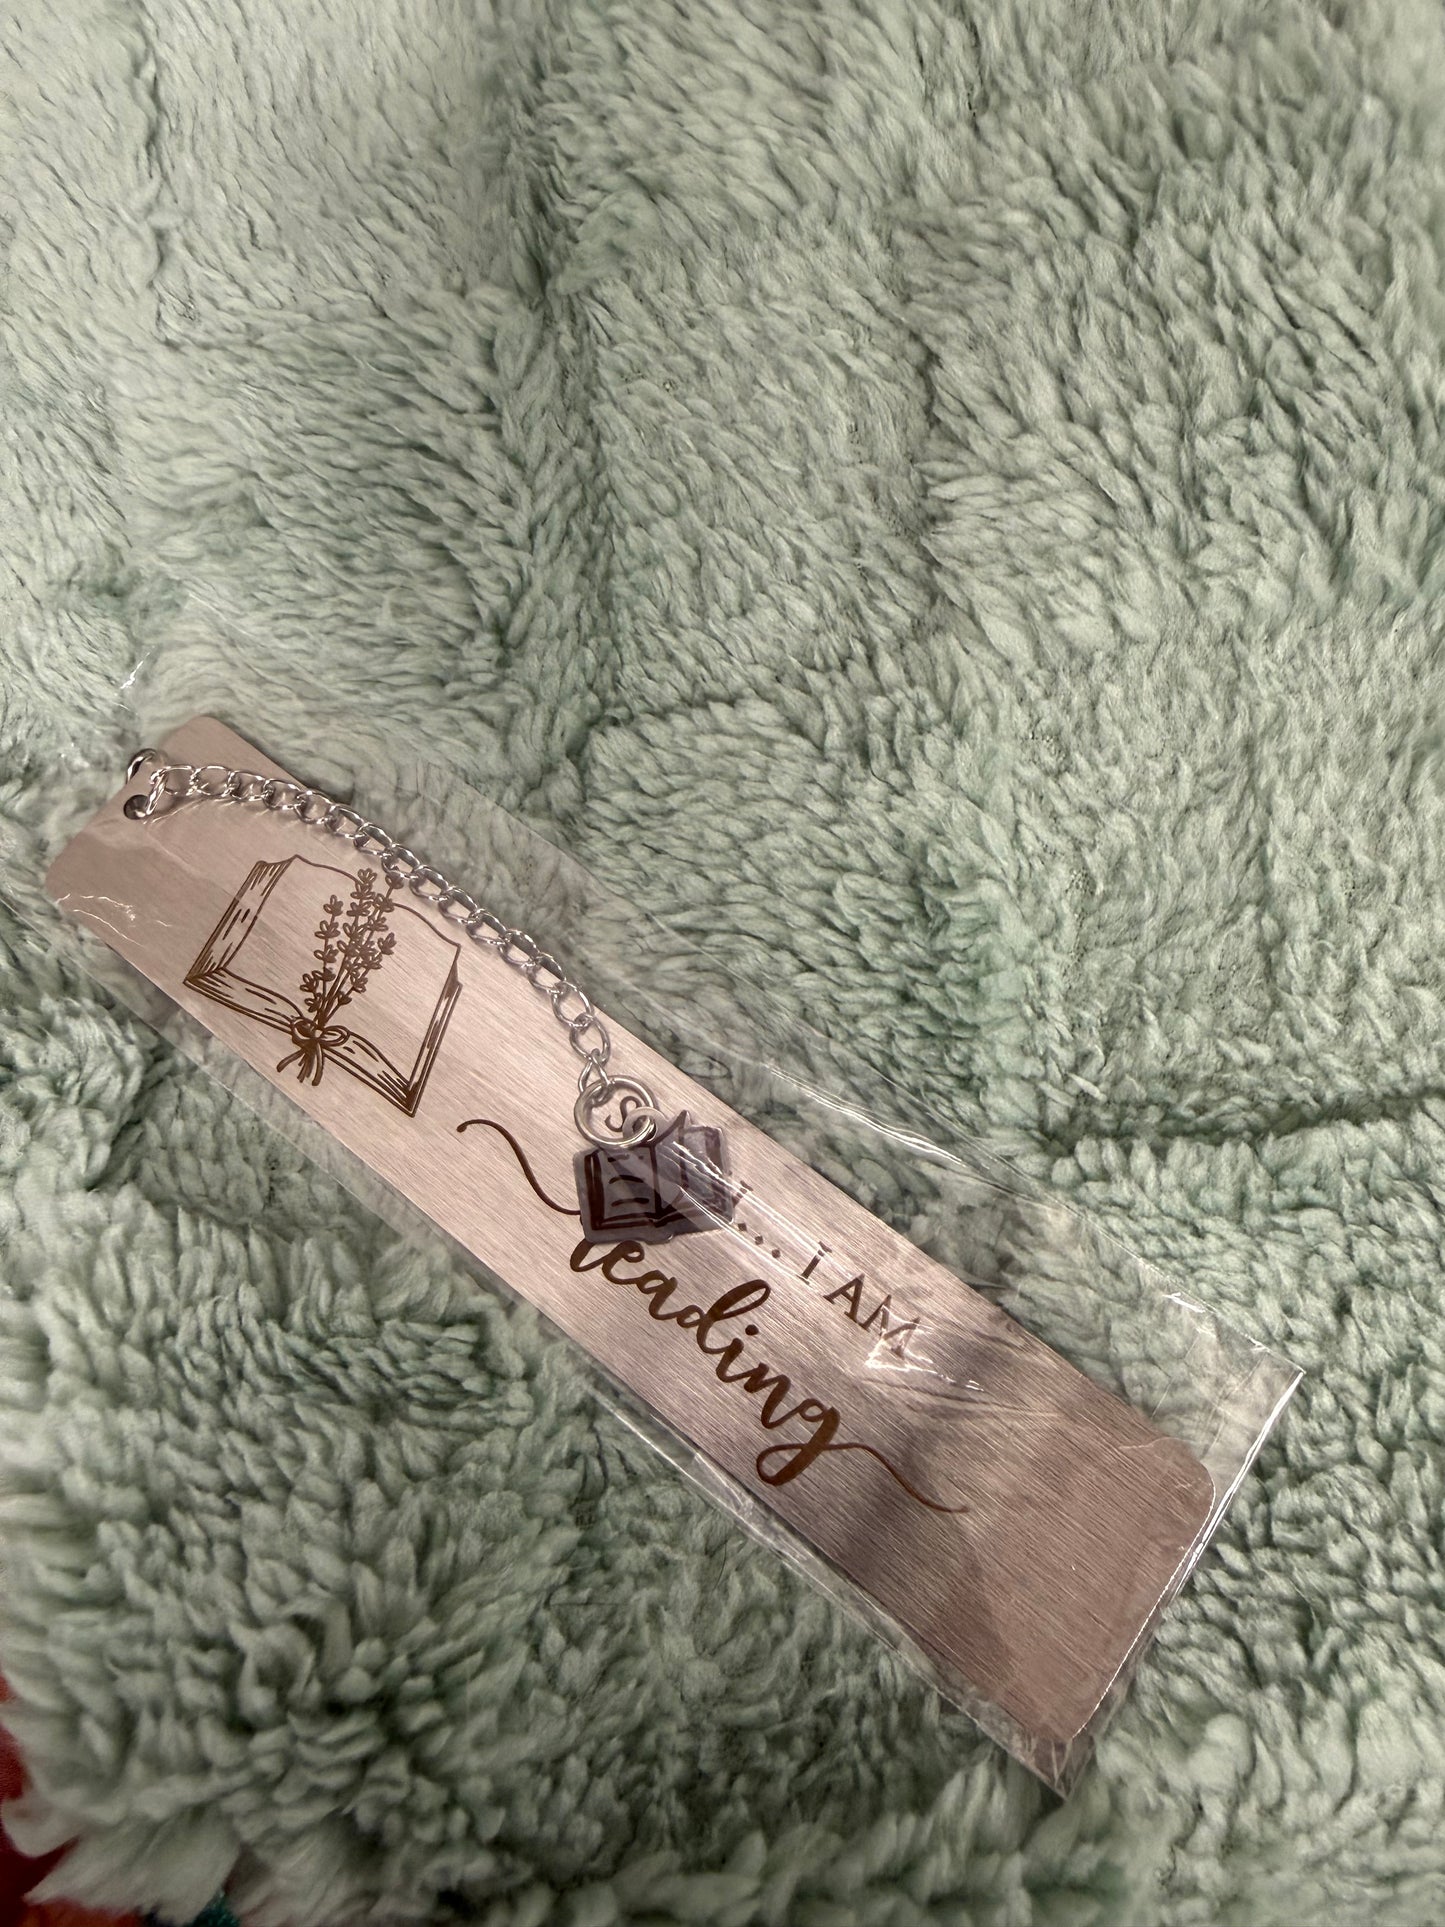 ... I AM
reading